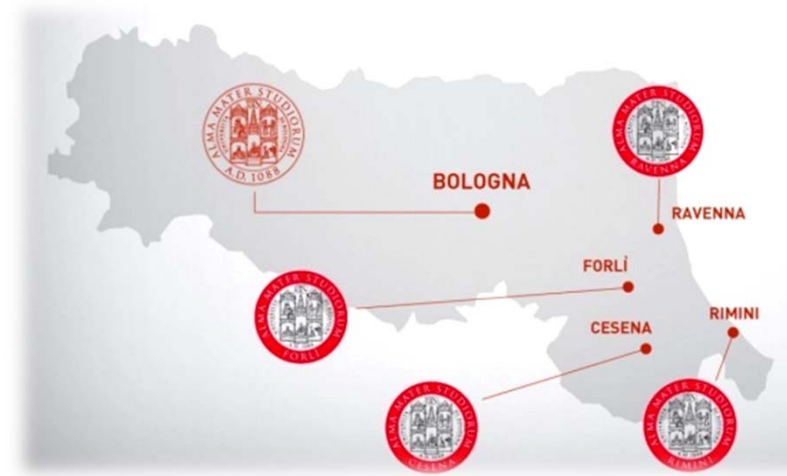 ALMA MATER STUDIORUM
A.D. 1088
ALMA MATER STUDIORUM
RAVENNA
BOLOGNA
RAVENNA
FORLÌ
ALMA MATER STUDIORUM
FORLÌ
RIMINI
CESENA
ALMA MATER STUDIORUM
CESENA
ALMA MATER STUDIORUM
RIMINI